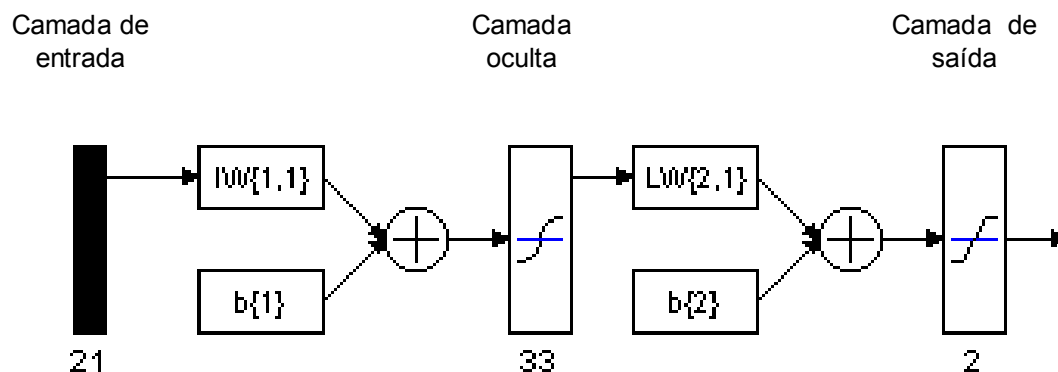 Camada de
entrada
Camada
oculta
Camada de
saída
IW{1,1}
b{1}
LW{2,1}
b{2}
21
33
2